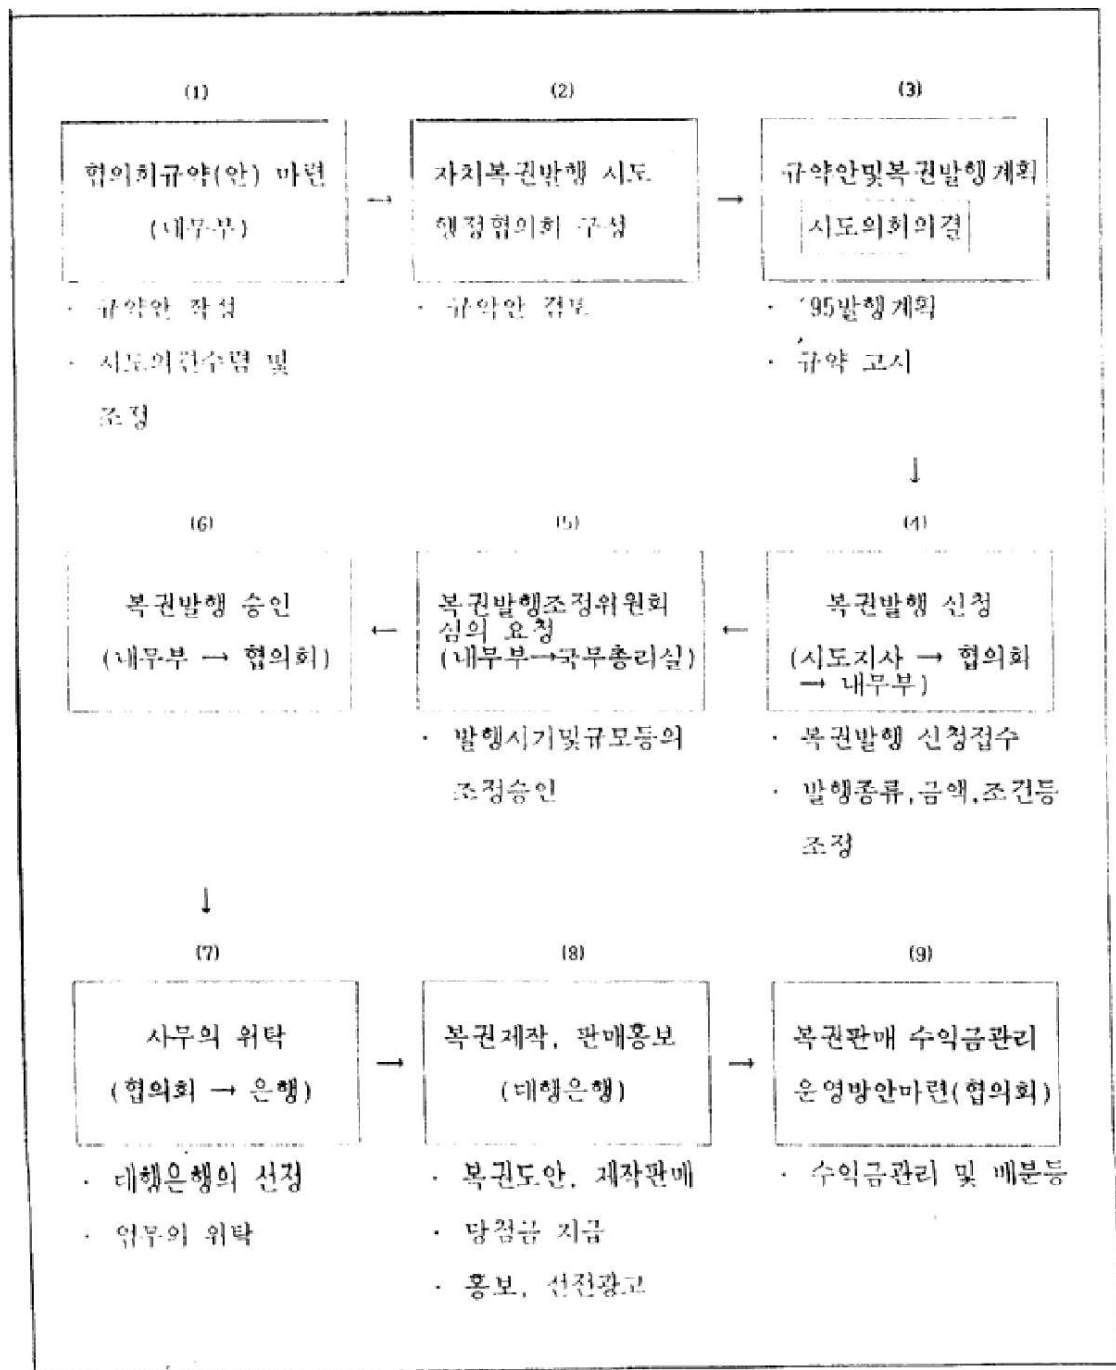 (1)
협의회규약(안) 마련
(내무부)
· 규약안 작성
· 시도의견수렴 및
조정
→
(2)
자치복권발행 시도
행정협의회 구성
· 규약안 검토
→
(3)
규약안및복권발행계획
시도의회의결
· '95발행계획
· 규약 고시
↓
(4)
복권발행 신청
(시도지사 → 협의회
→ 내무부)
· 복권발행 신청접수
· 발행종류,금액,조건등
조정
←
(5)
복권발행조정위원회
심의 요청
(내무부→국무총리실)
· 발행시기및규모등의
조정승인
←
(6)
복권발행 승인
(내무부 → 협의회)
↓
(7)
사무의 위탁
(협의회 → 은행)
· 대행은행의 선정
· 업무의 위탁
→
(8)
복권제작, 판매홍보
(대행은행)
· 복권도안, 제작판매
· 당첨금 지급
· 홍보, 선전광고
→
(9)
복권판매 수익금관리
운영방안마련(협의회)
· 수익금관리 및 배분등